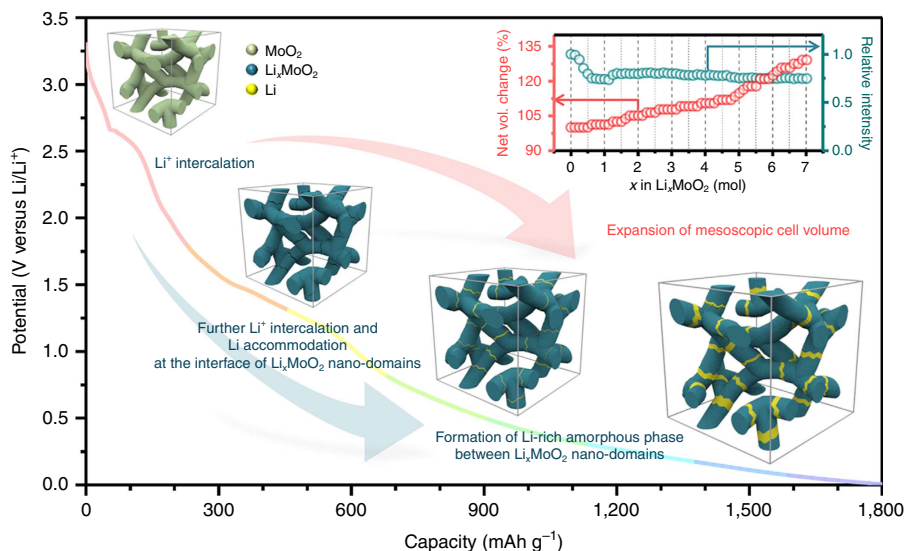 3.5
3.0
2.5
2.0
1.5
1.0
0.5
0.0
Potential (V versus Li/Li⁺)
0
300
600
900
1,200
1,500
1,800
Capacity (mAh g⁻¹)
MoO₂
LiₓMoO₂
Li
Li⁺ intercalation
Further Li⁺ intercalation and
Li accommodation
at the interface of LiₓMoO₂ nano-domains
Formation of Li-rich amorphous phase
between LiₓMoO₂ nano-domains
Expansion of mesoscopic cell volume
Net vol. change (%)
135
120
105
90
Relative intetnsity
1.0
0.5
0.0
0 1 2 3 4 5 6 7
x in LiₓMoO₂ (mol)